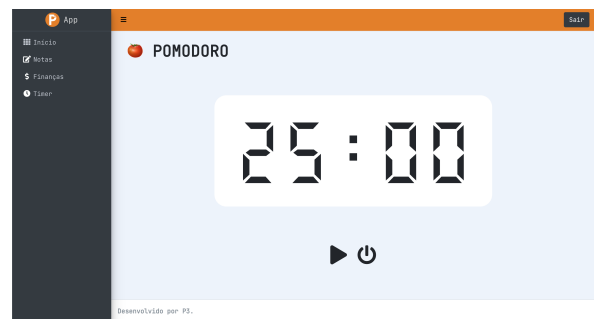 P App
Sair
Início
Notas
Finanças
Timer
POMODORO
25:00
Desenvolvido por P3.